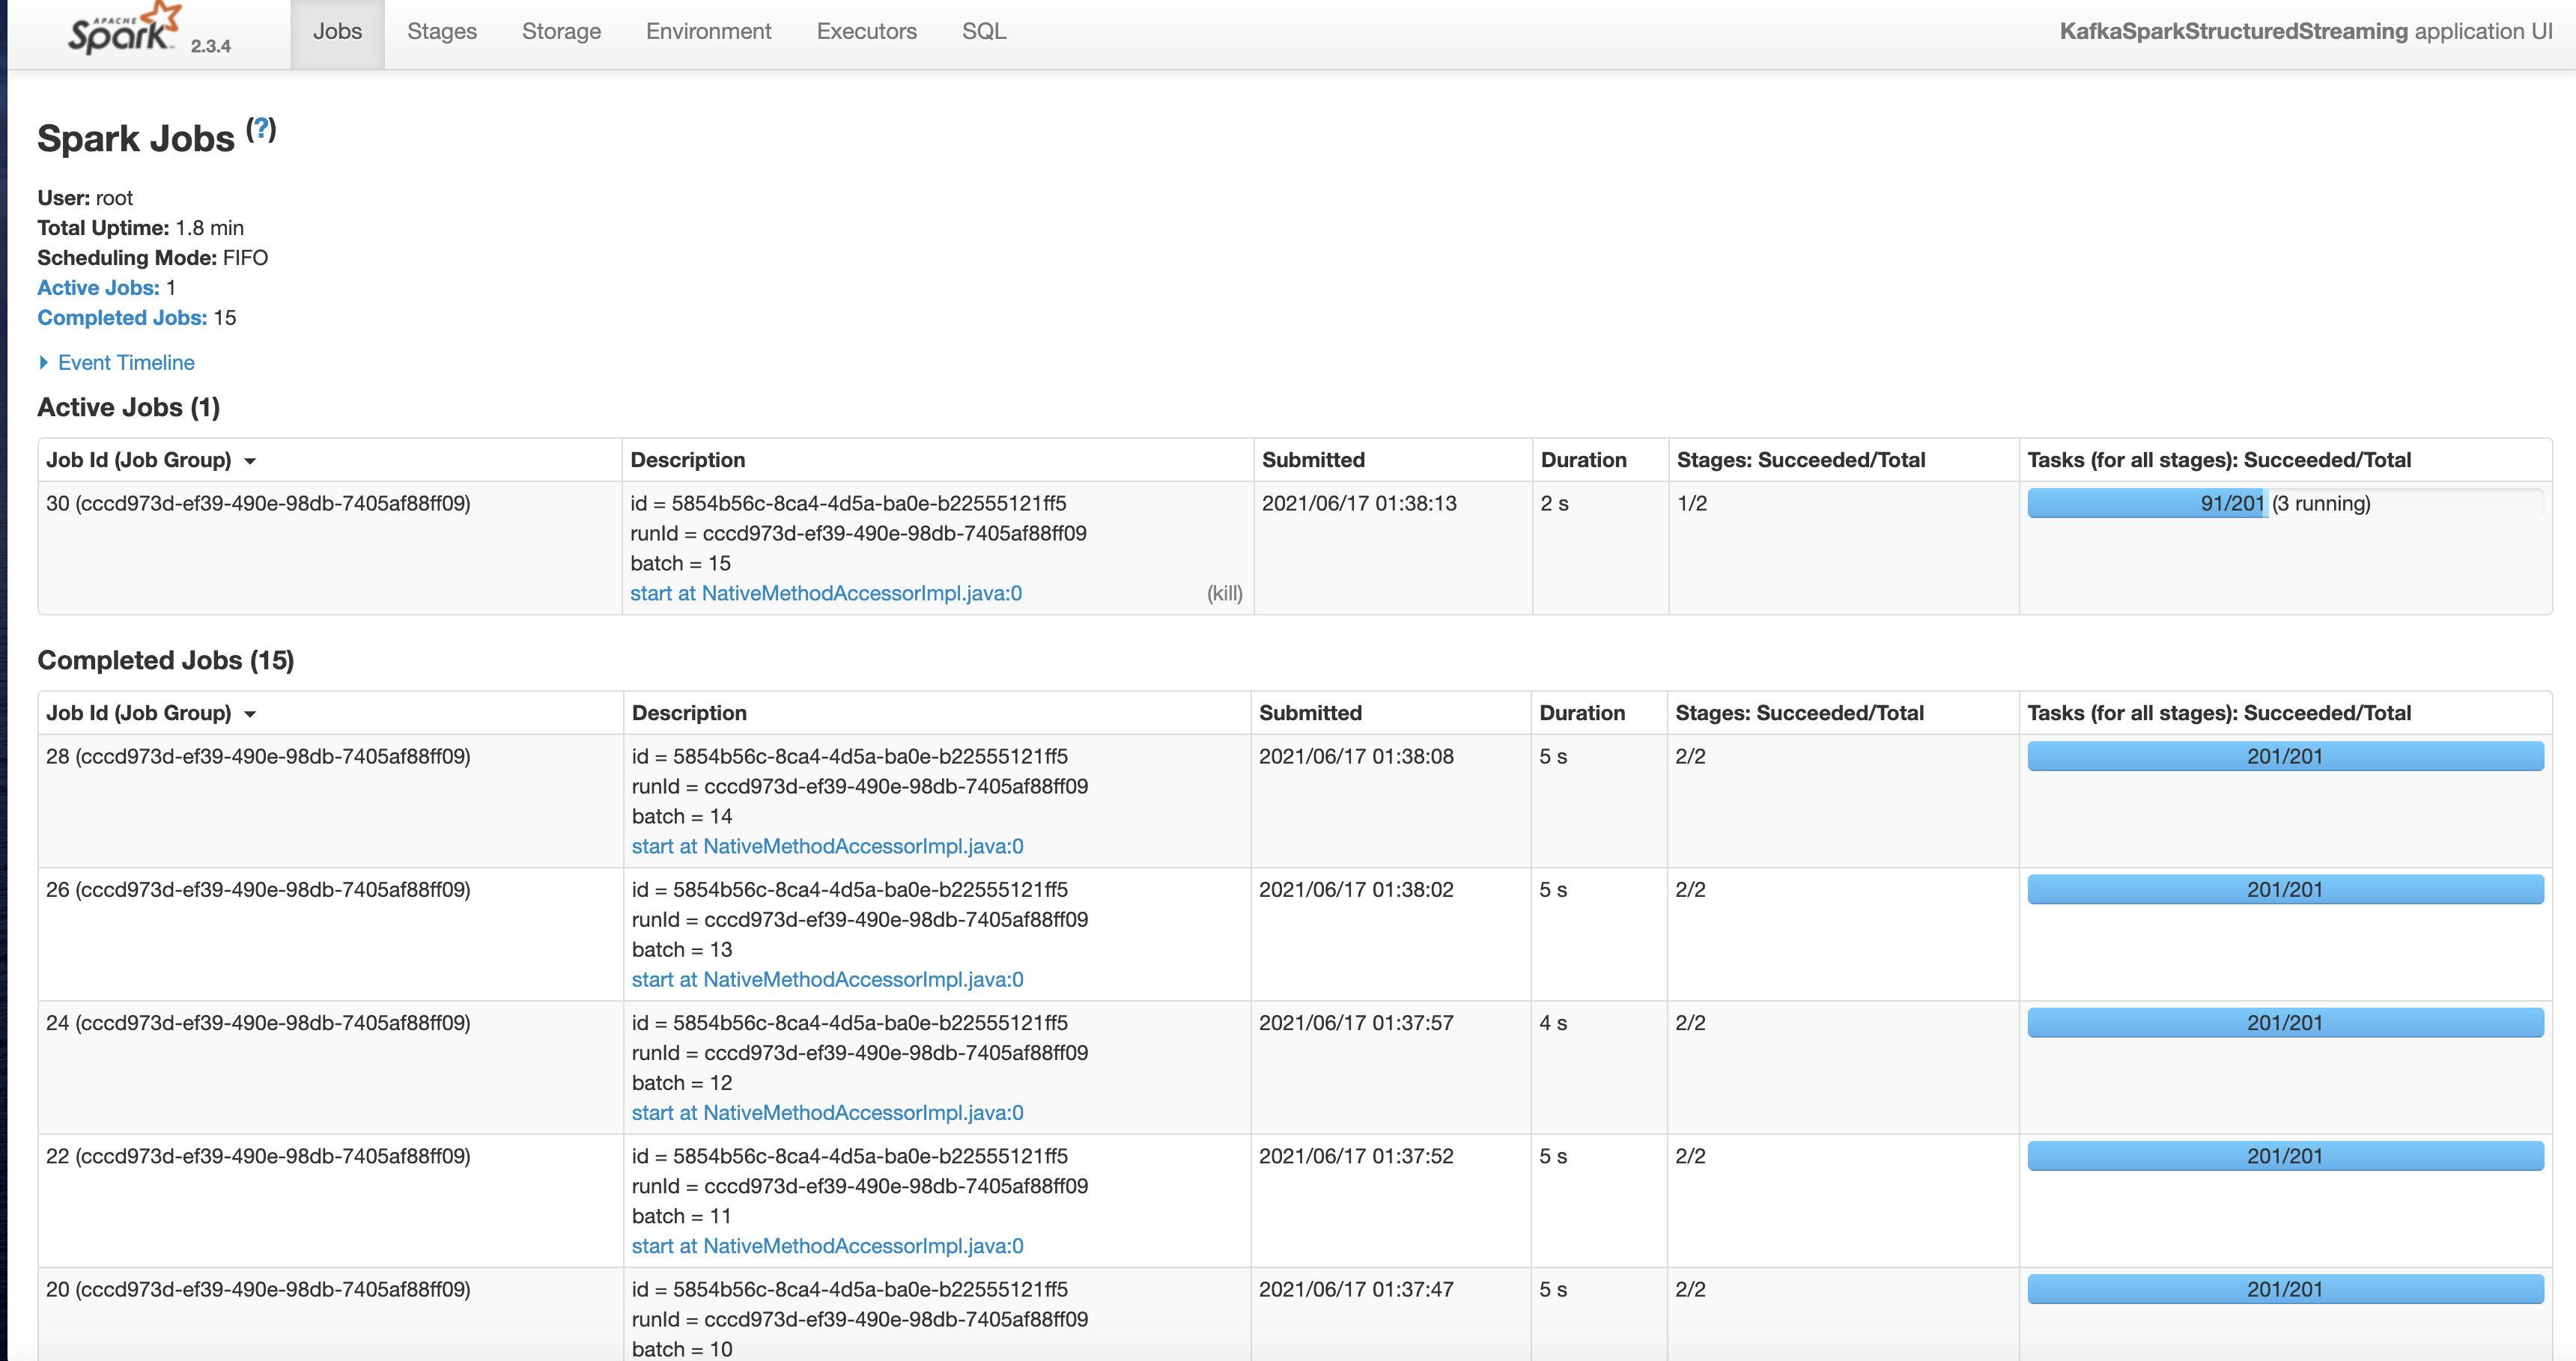 APACHE
Spark 2.3.4 Jobs Stages Storage Environment Executors SQL KafkaSparkStructuredStreaming application UI
Spark Jobs (?)
User: root
Total Uptime: 1.8 min
Scheduling Mode: FIFO
Active Jobs: 1
Completed Jobs: 15
Event Timeline
Active Jobs (1)
Job Id (Job Group) Description Submitted Duration Stages: Succeeded/Total Tasks (for all stages): Succeeded/Total
30 (cccd973d-ef39-490e-98db-7405af88ff09) id = 5854b56c-8ca4-4d5a-ba0e-b22555121ff5 2021/06/17 01:38:13 2 s 1/2 91/201 (3 running)
runId = cccd973d-ef39-490e-98db-7405af88ff09
batch = 15
start at NativeMethodAccessorImpl.java:0 (kill)
Completed Jobs (15)
Job Id (Job Group) Description Submitted Duration Stages: Succeeded/Total Tasks (for all stages): Succeeded/Total
28 (cccd973d-ef39-490e-98db-7405af88ff09) id = 5854b56c-8ca4-4d5a-ba0e-b22555121ff5 2021/06/17 01:38:08 5 s 2/2 201/201
runId = cccd973d-ef39-490e-98db-7405af88ff09
batch = 14
start at NativeMethodAccessorImpl.java:0
26 (cccd973d-ef39-490e-98db-7405af88ff09) id = 5854b56c-8ca4-4d5a-ba0e-b22555121ff5 2021/06/17 01:38:02 5 s 2/2 201/201
runId = cccd973d-ef39-490e-98db-7405af88ff09
batch = 13
start at NativeMethodAccessorImpl.java:0
24 (cccd973d-ef39-490e-98db-7405af88ff09) id = 5854b56c-8ca4-4d5a-ba0e-b22555121ff5 2021/06/17 01:37:57 4 s 2/2 201/201
runId = cccd973d-ef39-490e-98db-7405af88ff09
batch = 12
start at NativeMethodAccessorImpl.java:0
22 (cccd973d-ef39-490e-98db-7405af88ff09) id = 5854b56c-8ca4-4d5a-ba0e-b22555121ff5 2021/06/17 01:37:52 5 s 2/2 201/201
runId = cccd973d-ef39-490e-98db-7405af88ff09
batch = 11
start at NativeMethodAccessorImpl.java:0
20 (cccd973d-ef39-490e-98db-7405af88ff09) id = 5854b56c-8ca4-4d5a-ba0e-b22555121ff5 2021/06/17 01:37:47 5 s 2/2 201/201
runId = cccd973d-ef39-490e-98db-7405af88ff09
batch = 10